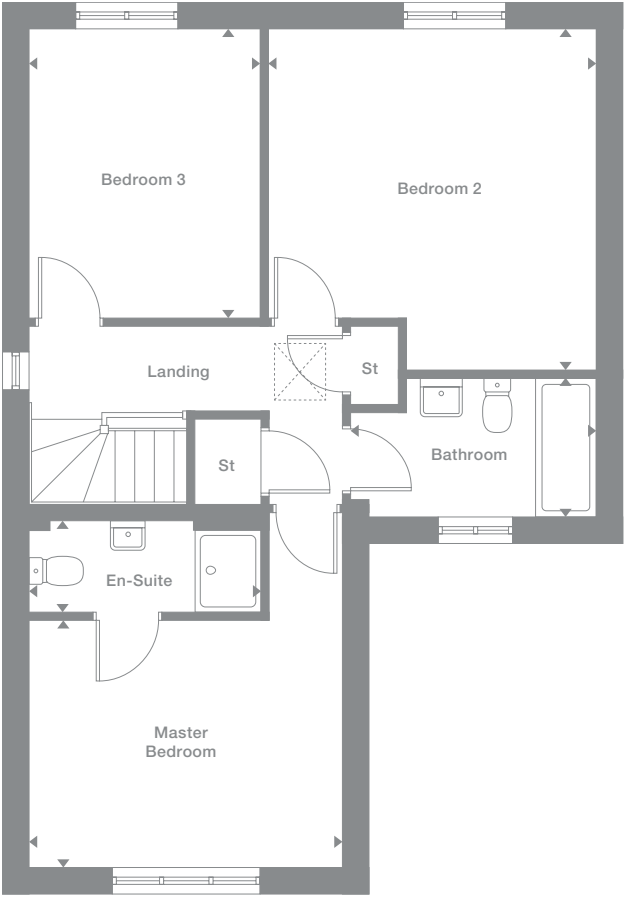 Bedroom 3
Bedroom 2
Landing
St
St
Bathroom
En-Suite
Master
Bedroom